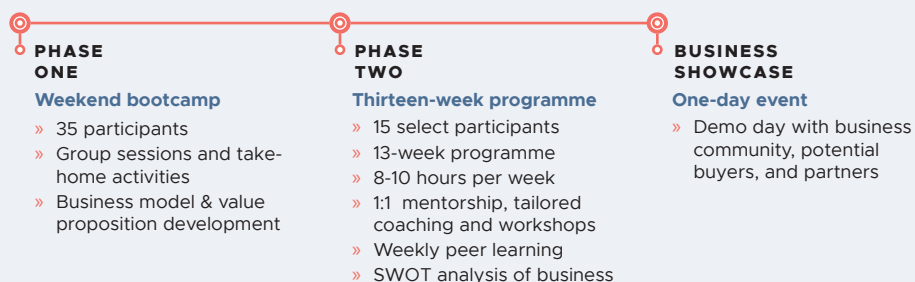 PHASE
ONE
Weekend bootcamp
» 35 participants
» Group sessions and take-
home activities
» Business model & value
proposition development
PHASE
TWO
Thirteen-week programme
» 15 select participants
» 13-week programme
» 8-10 hours per week
» 1:1 mentorship, tailored
coaching and workshops
» Weekly peer learning
» SWOT analysis of business
BUSINESS
SHOWCASE
One-day event
» Demo day with business
community, potential
buyers, and partners